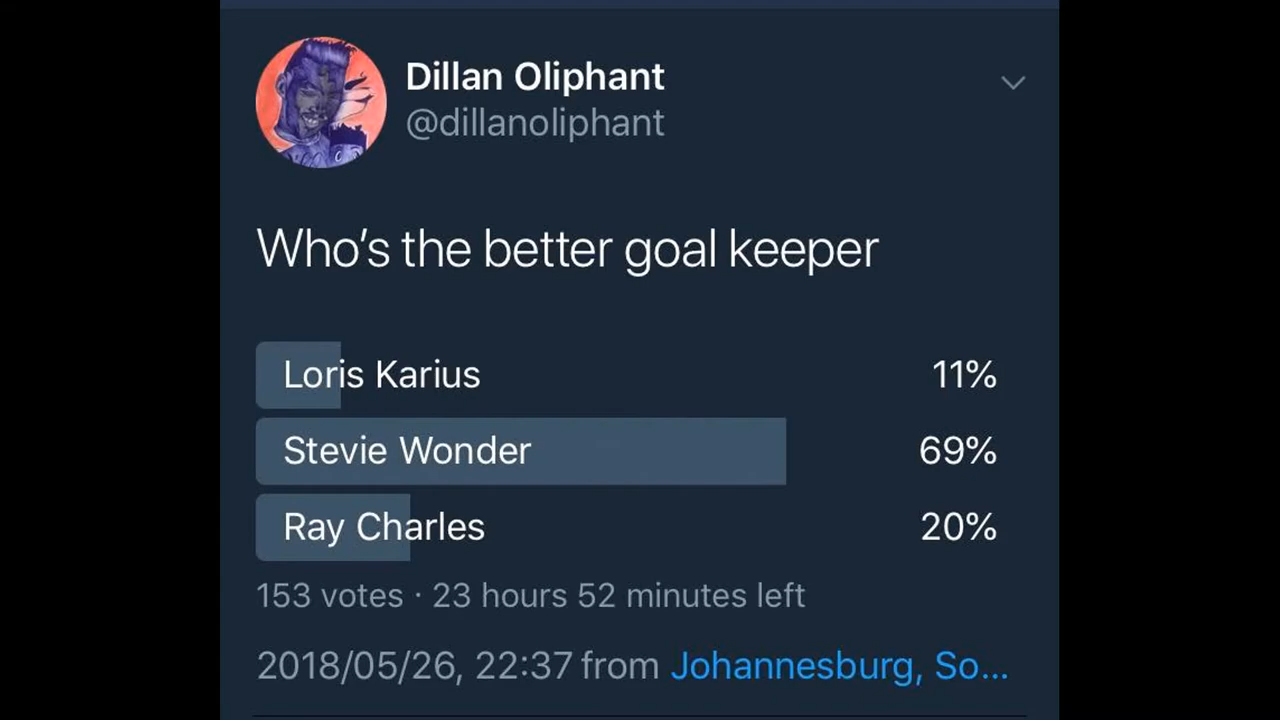 Dillan Oliphant
@dillanoliphant
Who's the better goal keeper
Loris Karius 11%
Stevie Wonder 69%
Ray Charles 20%
153 votes · 23 hours 52 minutes left
2018/05/26, 22:37 from Johannesburg, So...